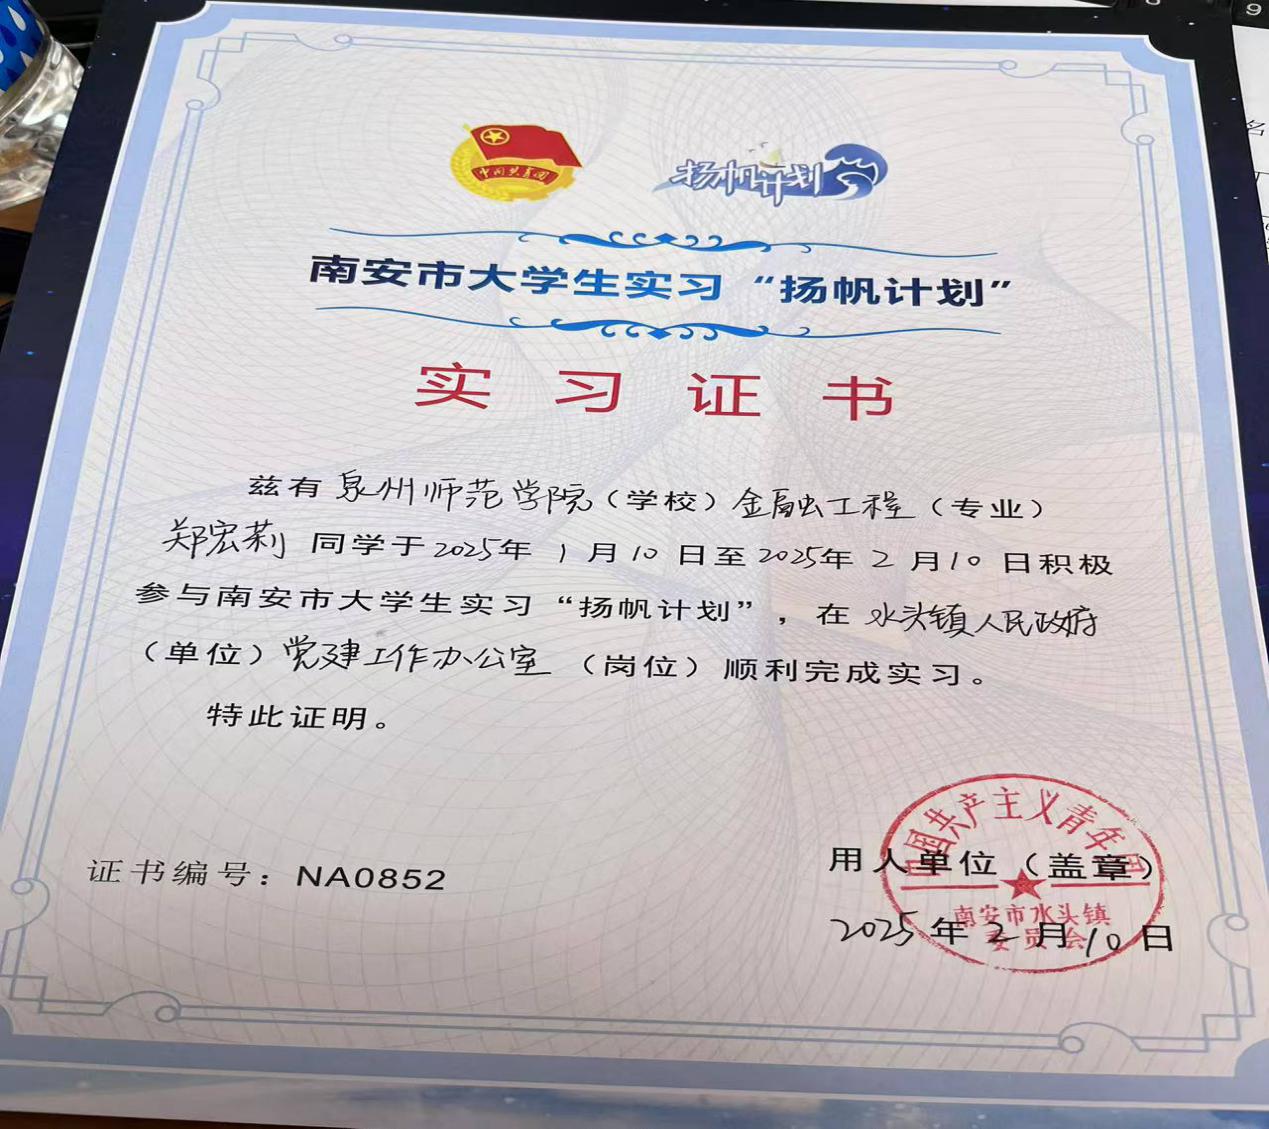 中国共青团
扬帆计划
南安市大学生实习“扬帆计划”
实习证书
兹有泉州师范学院（学校）金融工程（专业）
郑宏莉 同学于2025年 1月10日至2025年2月10日积极
参与南安市大学生实习“扬帆计划”，在水头镇人民政府
（单位）党建工作办公室（岗位）顺利完成实习。
特此证明。
证书编号：NA0852
用人单位（盖章）
2025年2月10日
中国共产主义青年团
南安市水头镇
委员会